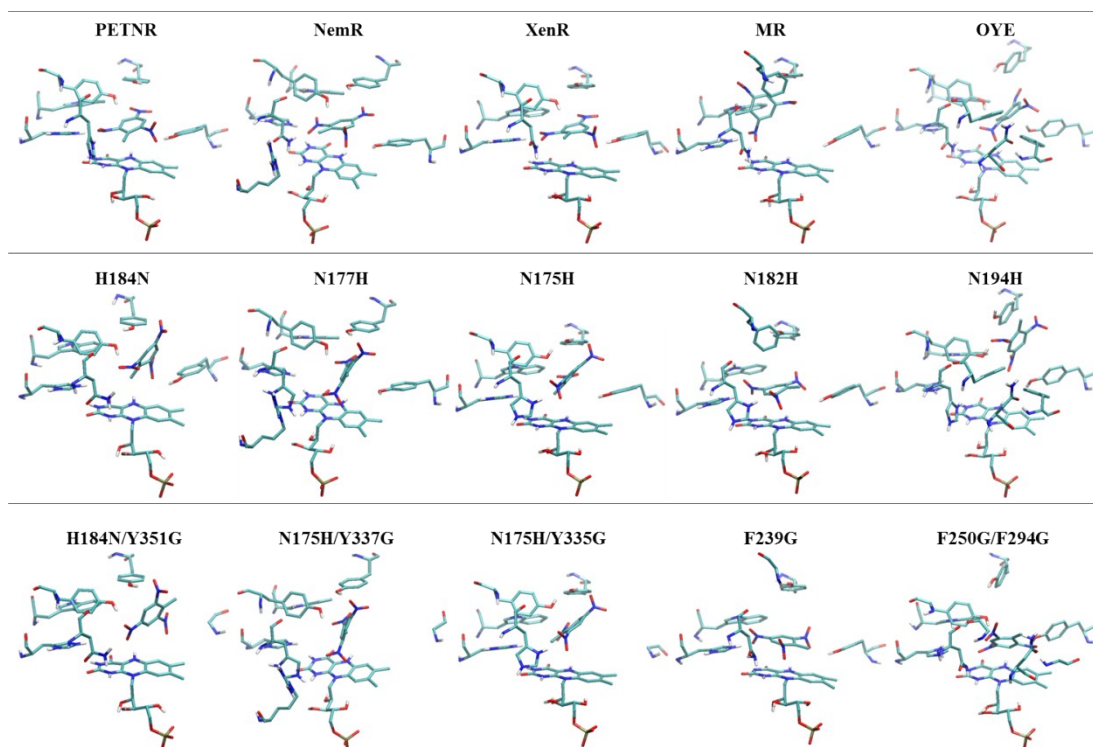 PETNR NemR XenR MR OYE
H184N N177H N175H N182H N194H
H184N/Y351G N175H/Y337G N175H/Y335G F239G F250G/F294G